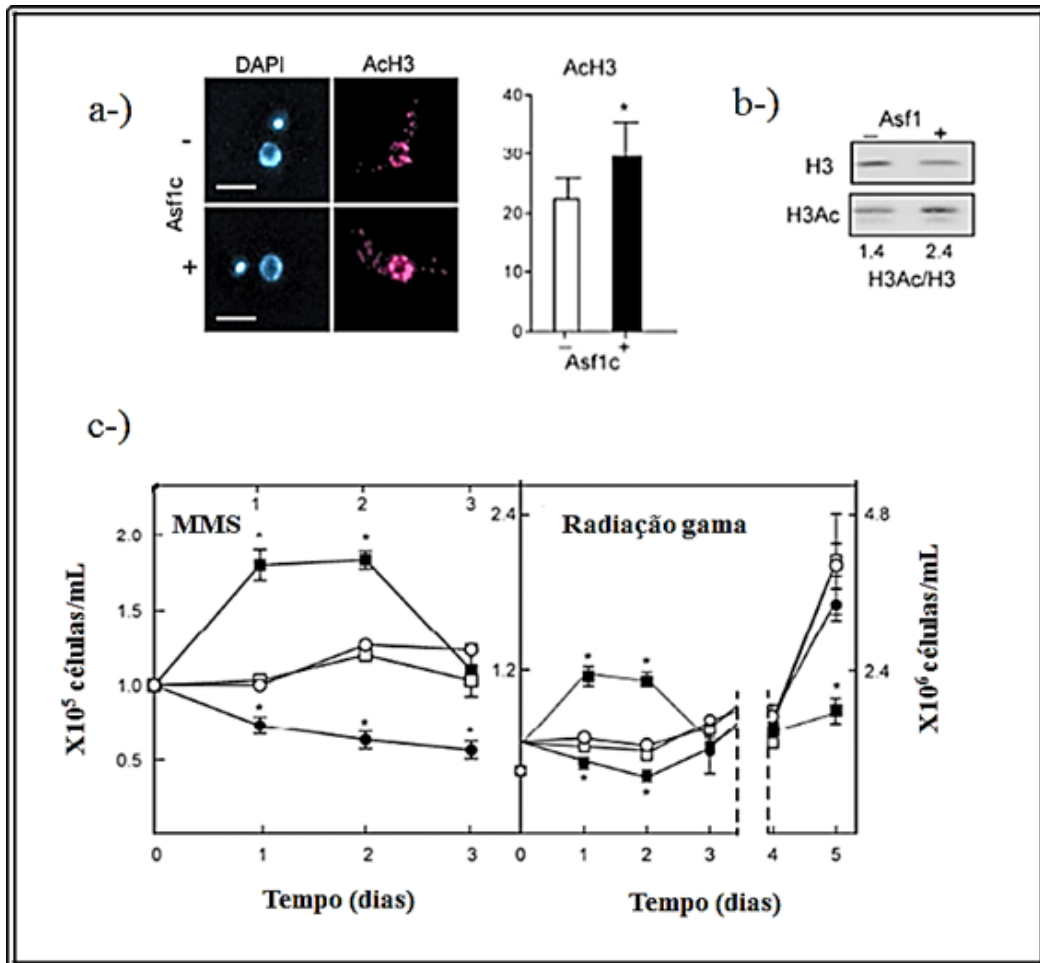 a-)
DAPI
AcH3
-
+
Asf1c
AcH3
40
30
20
10
0
*
– +
Asf1c
b-)
Asf1
– +
H3
H3Ac
1.4 2.4
H3Ac/H3
c-)
1 2 3
MMS
2.0
1.5
1.0
0.5
X10⁵ células/mL
* *
* * *
0 1 2 3
Tempo (dias)
Radiação gama
2.4
1.2
4.8
2.4
X10⁶ células/mL
* *
* *
*
0 1 2 3 4 5
Tempo (dias)